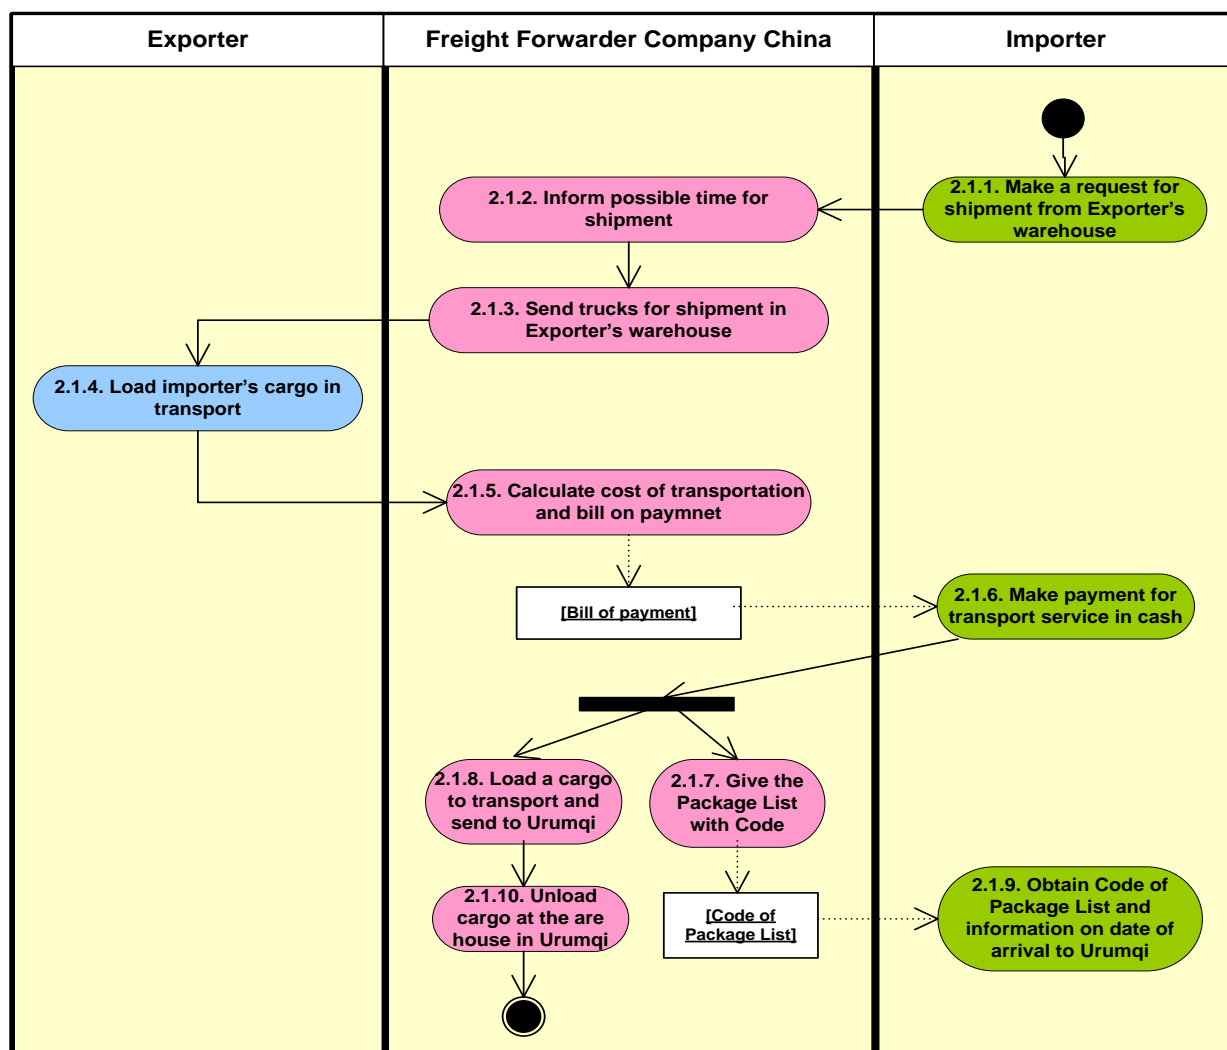 Exporter
Freight Forwarder Company China
Importer
2.1.1. Make a request for
shipment from Exporter’s
warehouse
2.1.2. Inform possible time for
shipment
2.1.3. Send trucks for shipment in
Exporter’s warehouse
2.1.4. Load importer’s cargo in
transport
2.1.5. Calculate cost of transportation
and bill on paymnet
[Bill of payment]
2.1.6. Make payment for
transport service in cash
2.1.8. Load a cargo
to transport and
send to Urumqi
2.1.7. Give the
Package List
with Code
2.1.10. Unload
cargo at the are
house in Urumqi
[Code of
Package List]
2.1.9. Obtain Code of
Package List and
information on date of
arrival to Urumqi